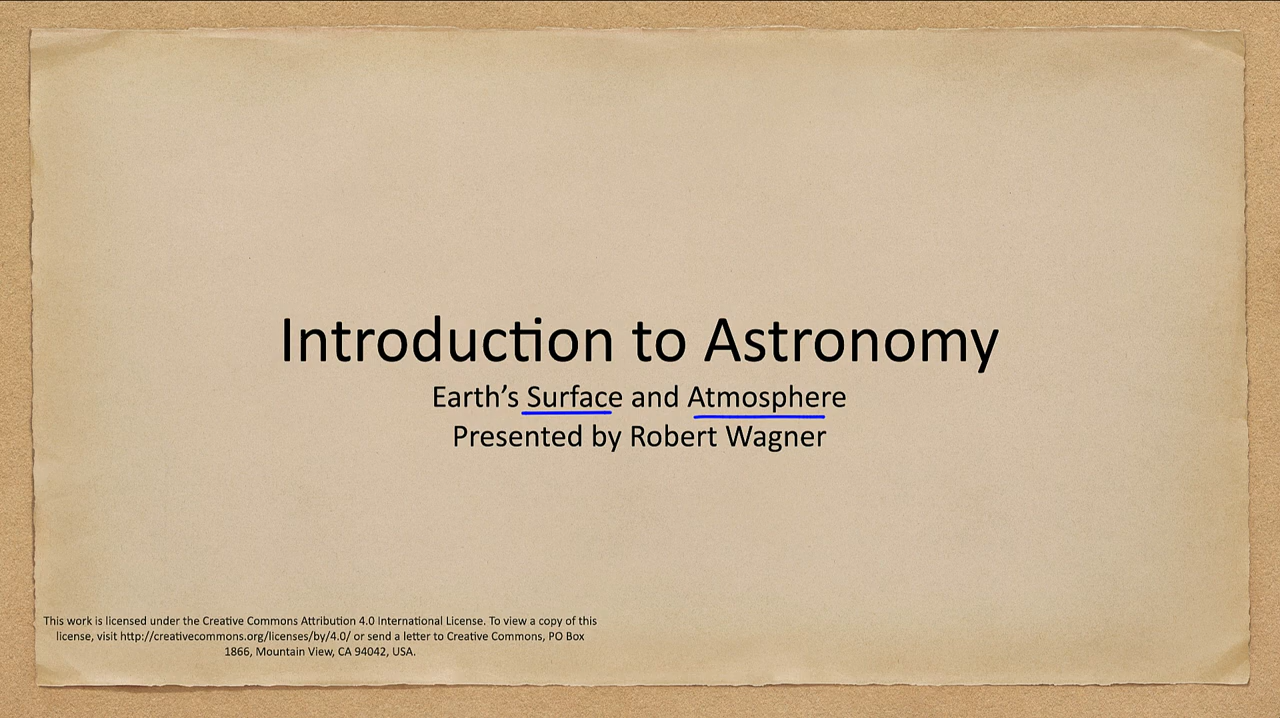 Introduction to Astronomy
Earth’s Surface and Atmosphere
Presented by Robert Wagner
This work is licensed under the Creative Commons Attribution 4.0 International License. To view a copy of this
license, visit http://creativecommons.org/licenses/by/4.0/ or send a letter to Creative Commons, PO Box
1866, Mountain View, CA 94042, USA.